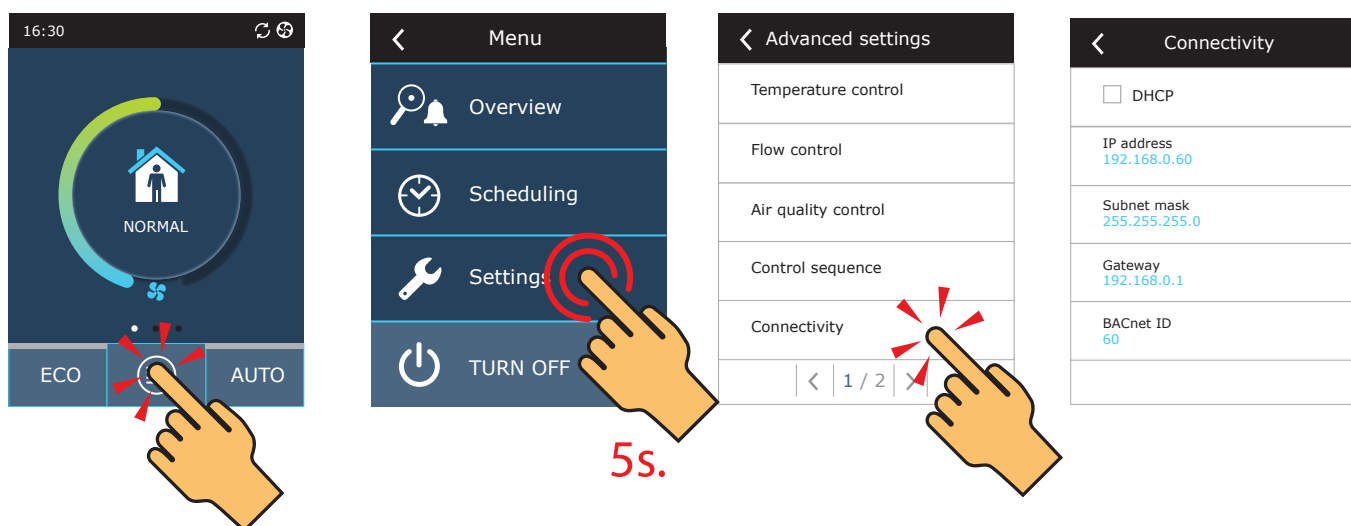 16:30
NORMAL
ECO
AUTO
Menu
Overview
Scheduling
Settings
TURN OFF
5s.
Advanced settings
Temperature control
Flow control
Air quality control
Control sequence
Connectivity
1 / 2
Connectivity
DHCP
IP address
192.168.0.60
Subnet mask
255.255.255.0
Gateway
192.168.0.1
BACnet ID
60